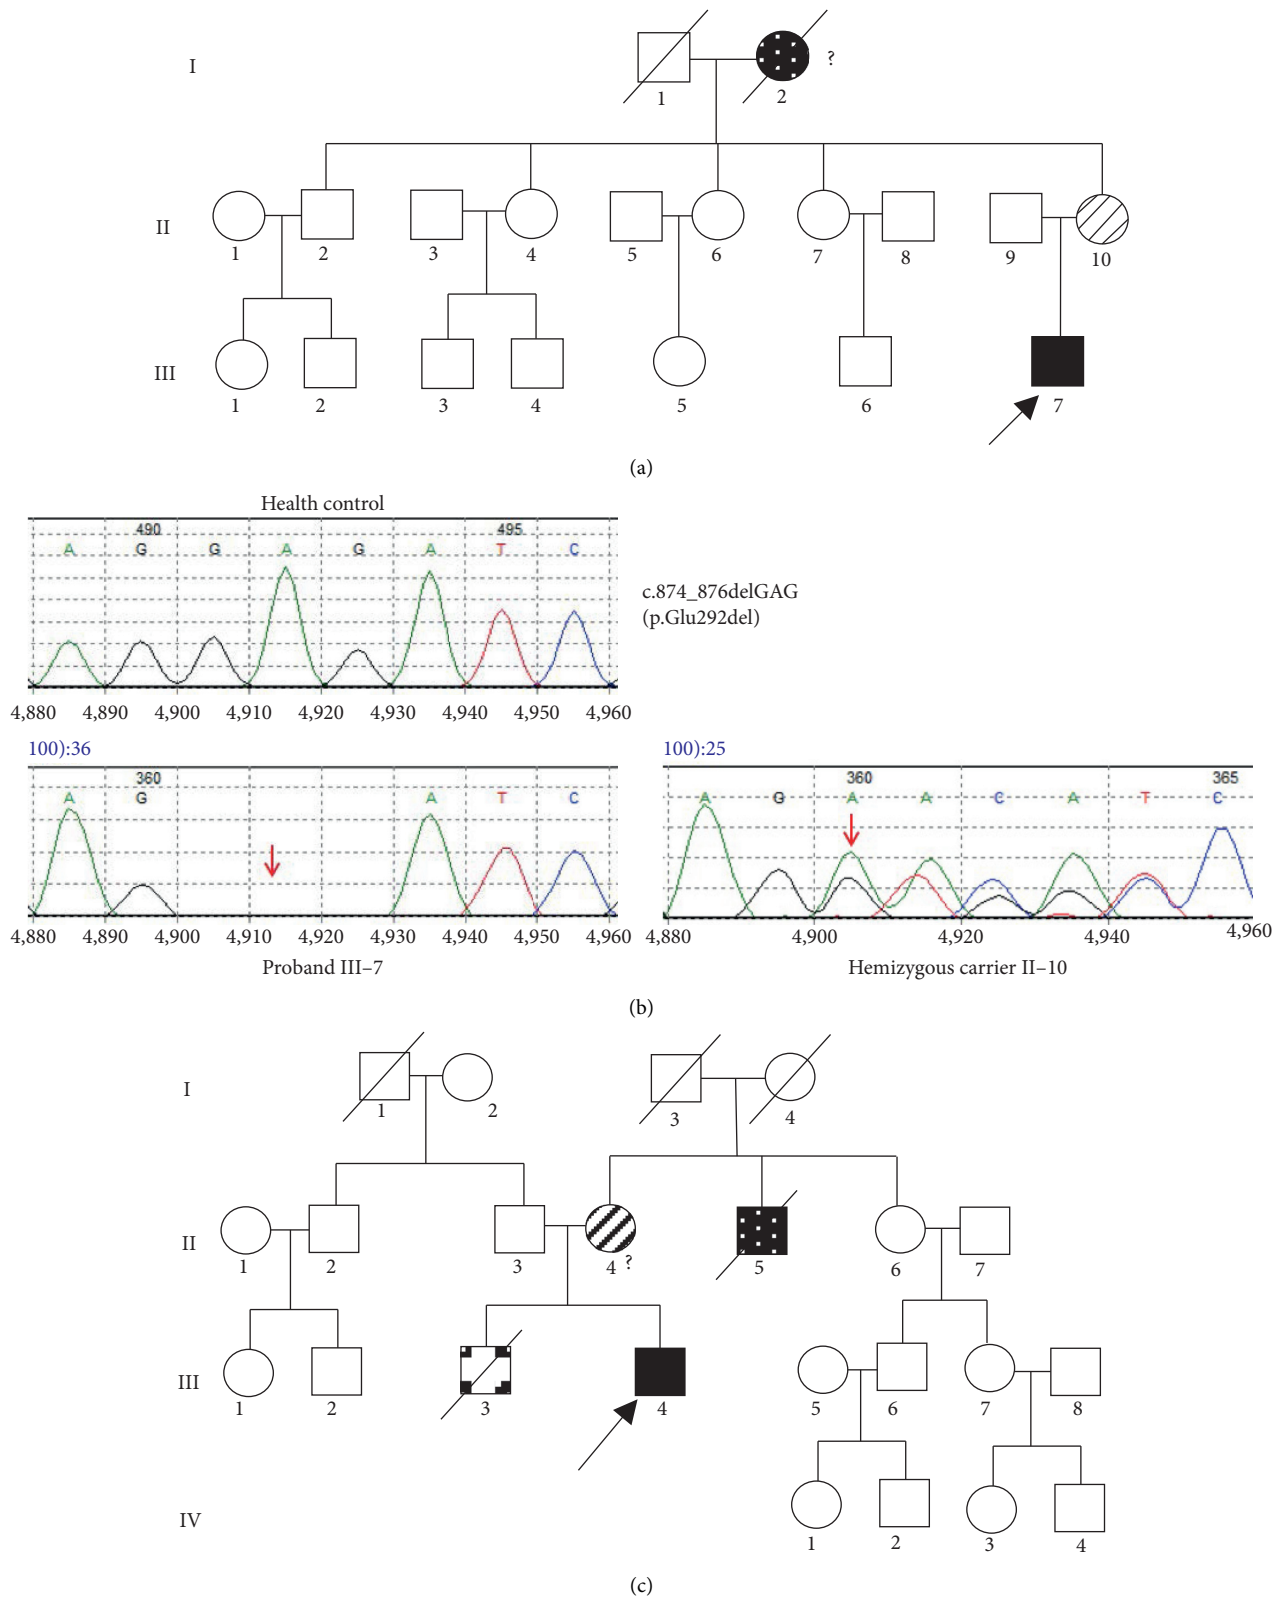 I
1
2
?
II
1
2
3
4
5
6
7
8
9
10
III
1
2
3
4
5
6
7
(a)
Health control
490
495
A G G A G A T C
c.874_876delGAG
(p.Glu292del)
4,880 4,890 4,900 4,910 4,920 4,930 4,940 4,950 4,960
100):36
360
A G A T C
4,880 4,890 4,900 4,910 4,920 4,930 4,940 4,950 4,960
Proband III–7
100):25
360
365
A G A A C A T C
4,880 4,900 4,920 4,940 4,960
Hemizygous carrier II–10
(b)
I
1
2
3
4
II
1
2
3
4
?
5
6
7
III
1
2
3
4
5
6
7
8
IV
1
2
3
4
(c)